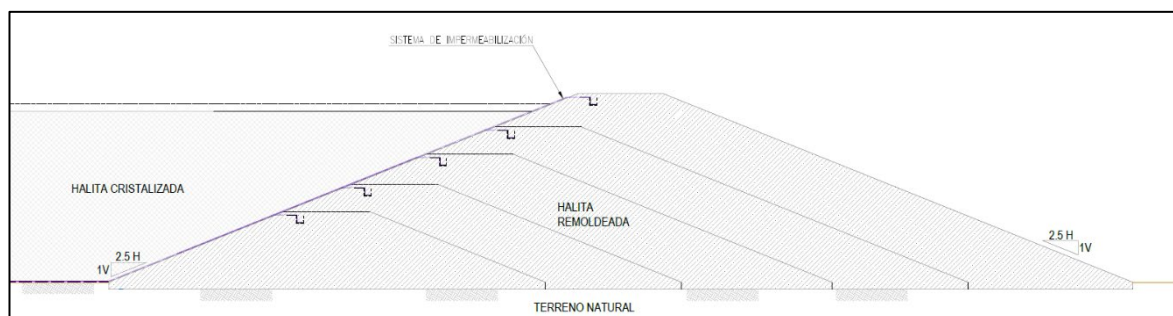 SISTEMA DE IMPERMEABILIZACIÓN
HALITA CRISTALIZADA
HALITA
REMOLDEADA
2.5 H
1V
2.5 H
1V
TERRENO NATURAL